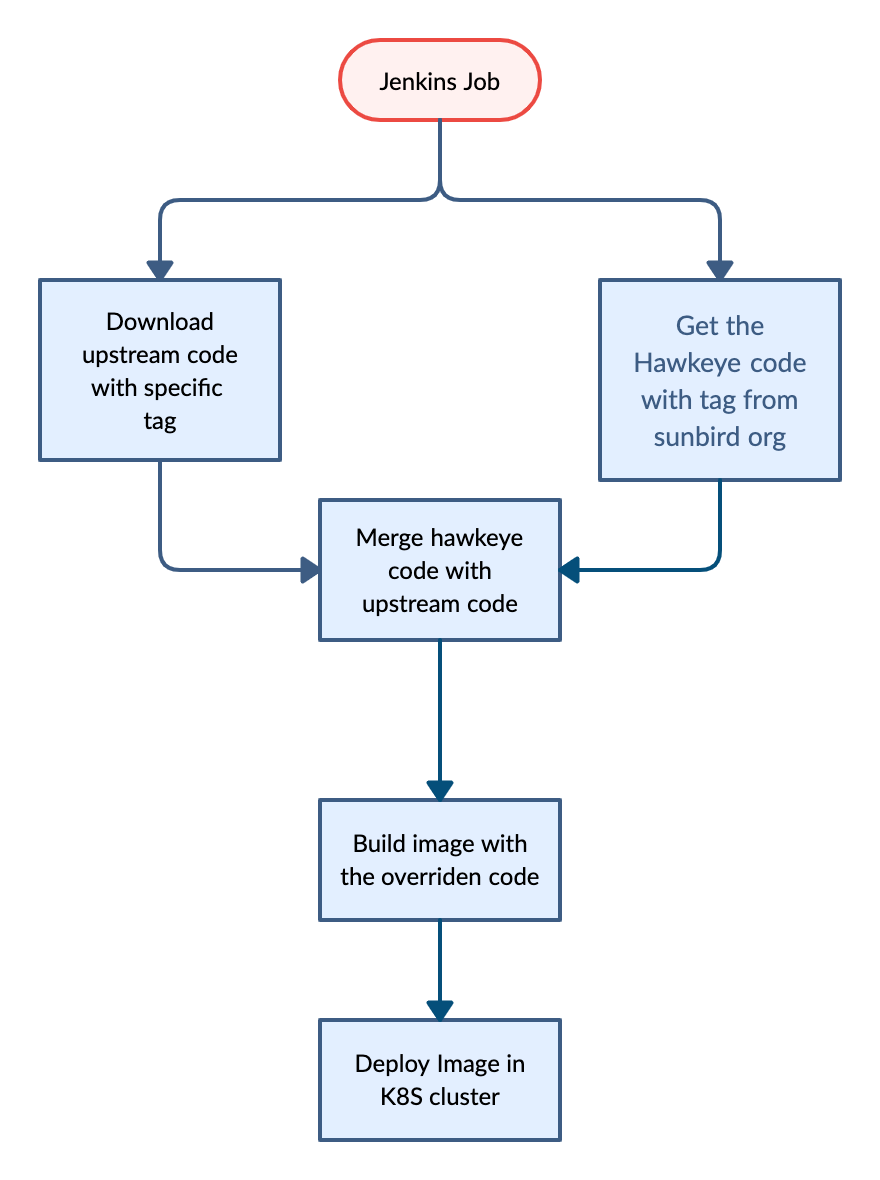 Jenkins Job
Download
upstream code
with specific
tag
Get the
Hawkeye code
with tag from
sunbird org
Merge hawkeye
code with
upstream code
Build image with
the overriden code
Deploy Image in
K8S cluster